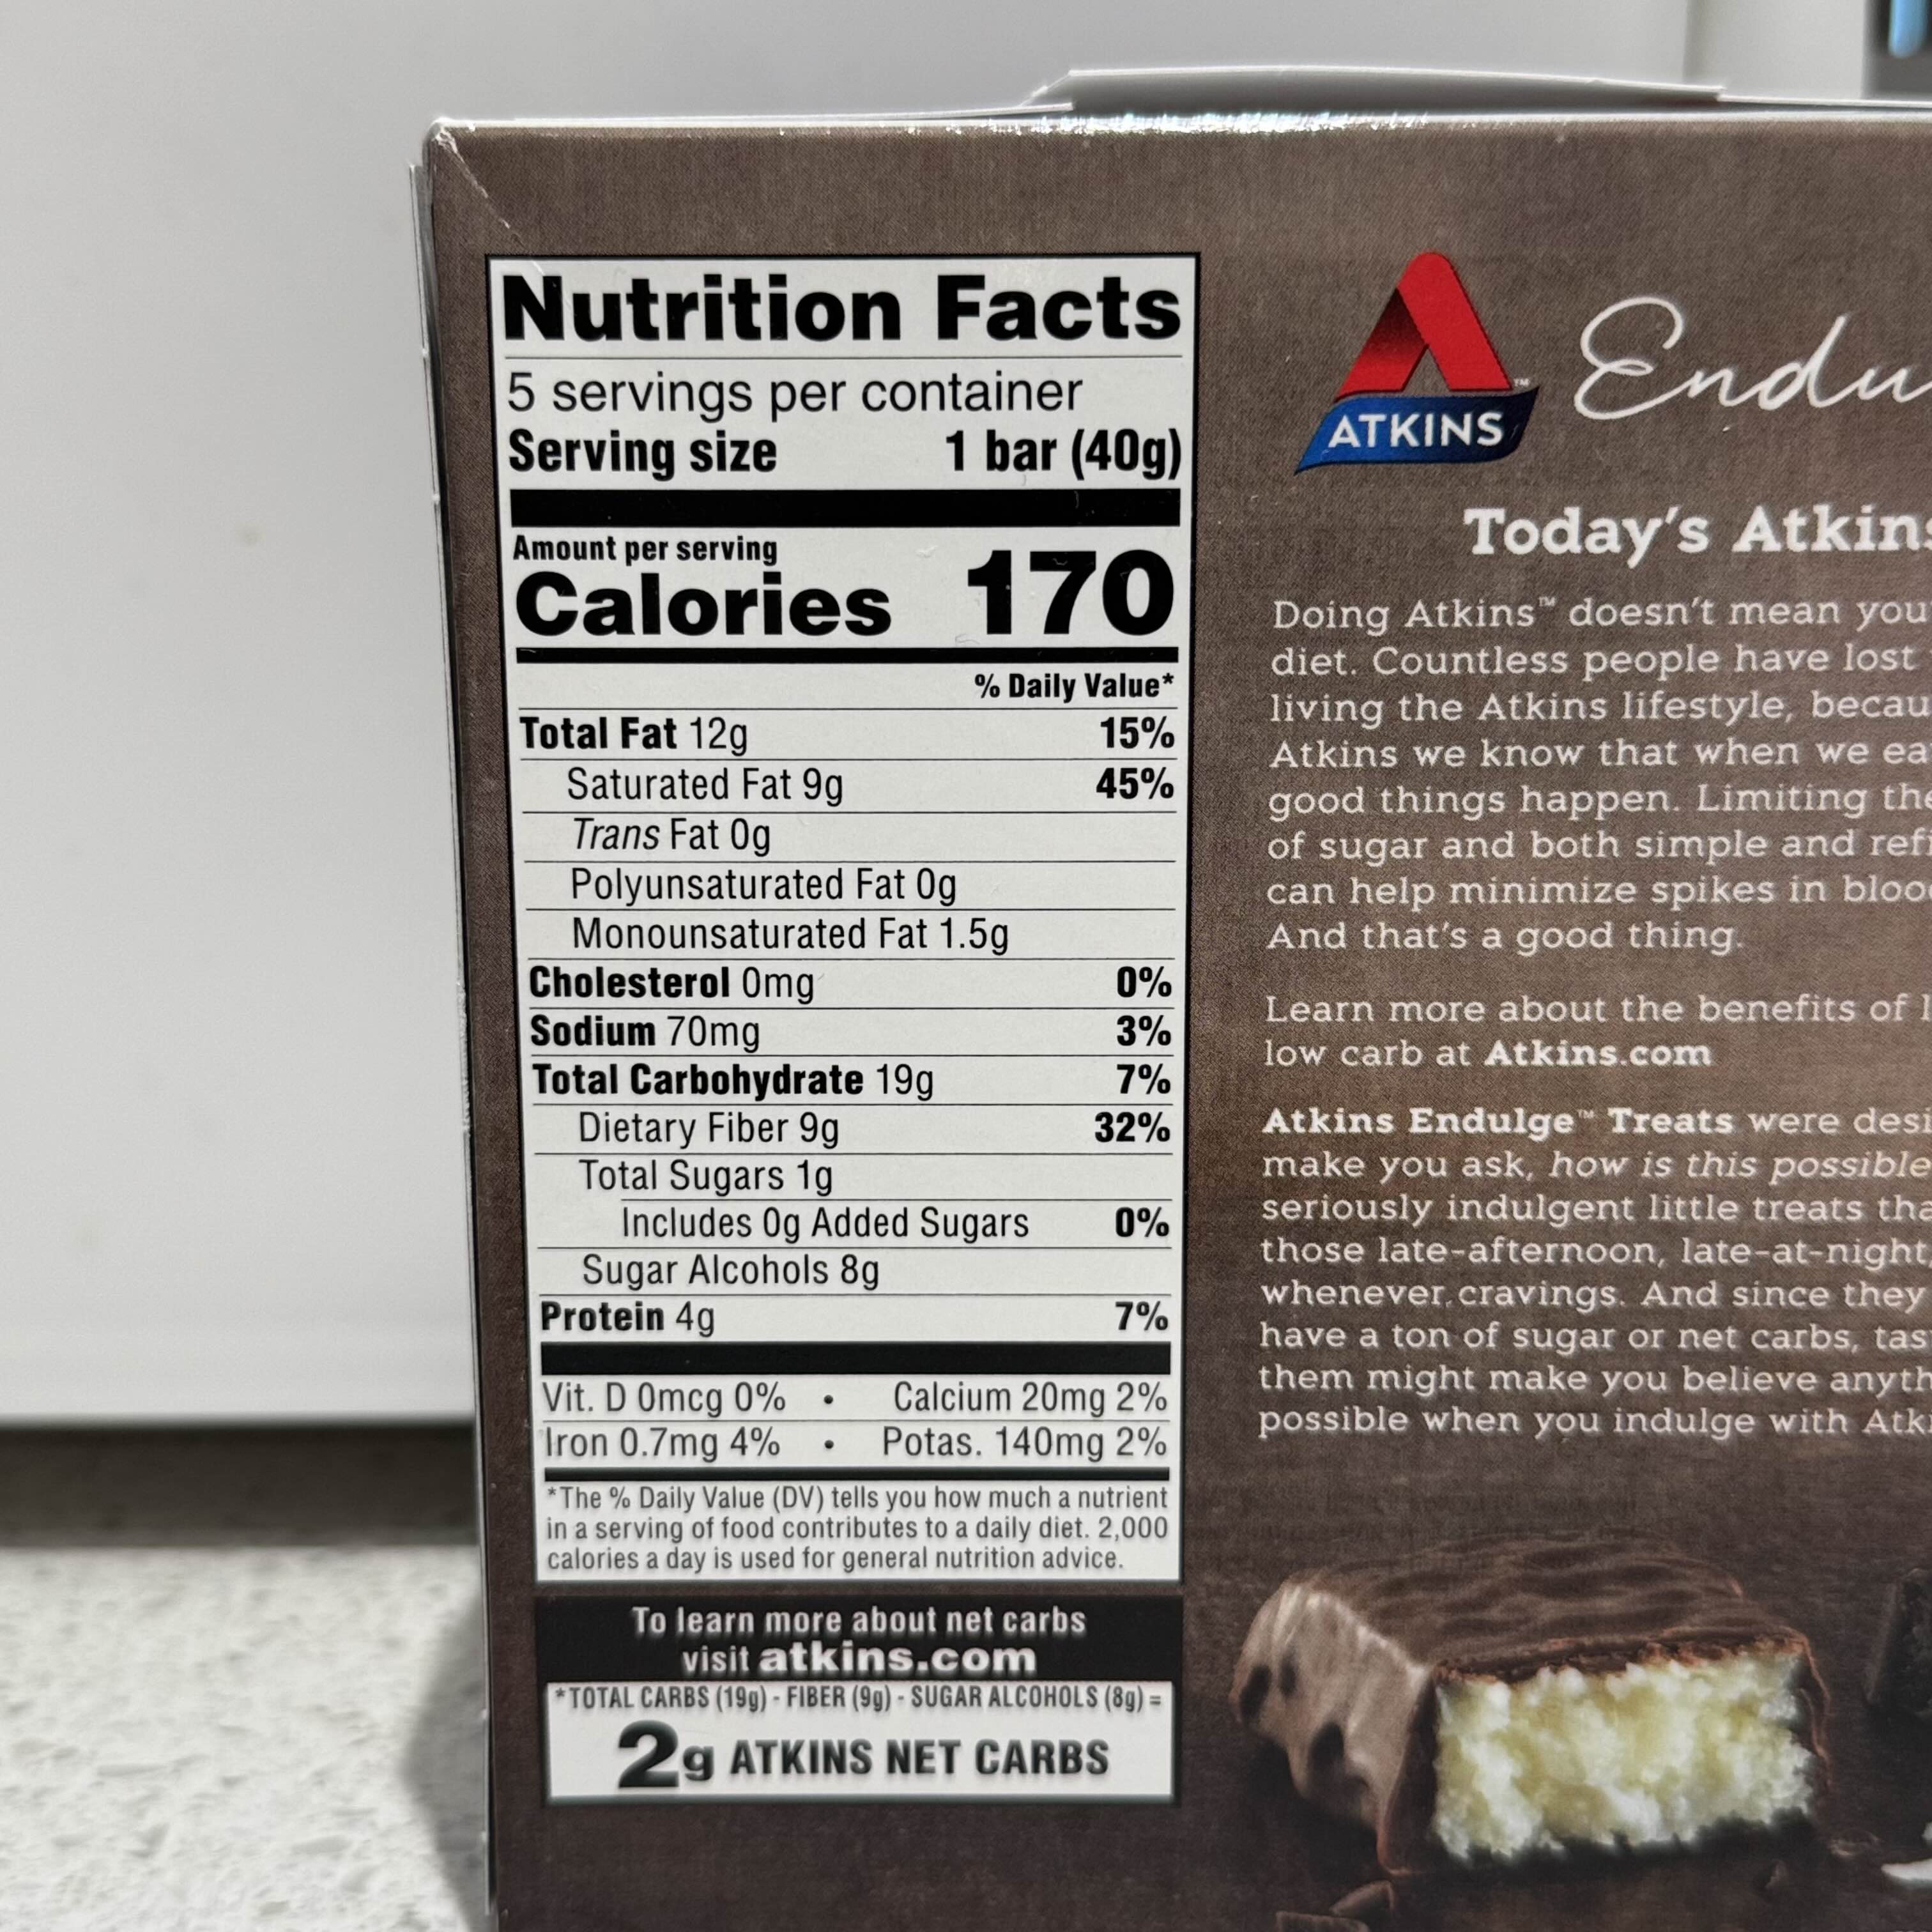 Nutrition Facts
5 servings per container
Serving size 1 bar (40g)
Amount per serving
Calories 170
% Daily Value*
Total Fat 12g 15%
Saturated Fat 9g 45%
Trans Fat 0g
Polyunsaturated Fat 0g
Monounsaturated Fat 1.5g
Cholesterol 0mg 0%
Sodium 70mg 3%
Total Carbohydrate 19g 7%
Dietary Fiber 9g 32%
Total Sugars 1g
Includes 0g Added Sugars 0%
Sugar Alcohols 8g
Protein 4g 7%
Vit. D 0mcg 0% • Calcium 20mg 2%
Iron 0.7mg 4% • Potas. 140mg 2%
*The % Daily Value (DV) tells you how much a nutrient
in a serving of food contributes to a daily diet. 2,000
calories a day is used for general nutrition advice.
To learn more about net carbs
visit atkins.com
*TOTAL CARBS (19g) - FIBER (9g) - SUGAR ALCOHOLS (8g) =
2g ATKINS NET CARBS
ATKINS™
Endu
Today's Atkins
Doing Atkins™ doesn't mean you
diet. Countless people have lost
living the Atkins lifestyle, becau
Atkins we know that when we ea
good things happen. Limiting the
of sugar and both simple and refi
can help minimize spikes in blood
And that's a good thing.
Learn more about the benefits of l
low carb at Atkins.com
Atkins Endulge™ Treats were desi
make you ask, how is this possible
seriously indulgent little treats tha
those late-afternoon, late-at-night,
whenever cravings. And since they
have a ton of sugar or net carbs, tas
them might make you believe anyth
possible when you indulge with Atk